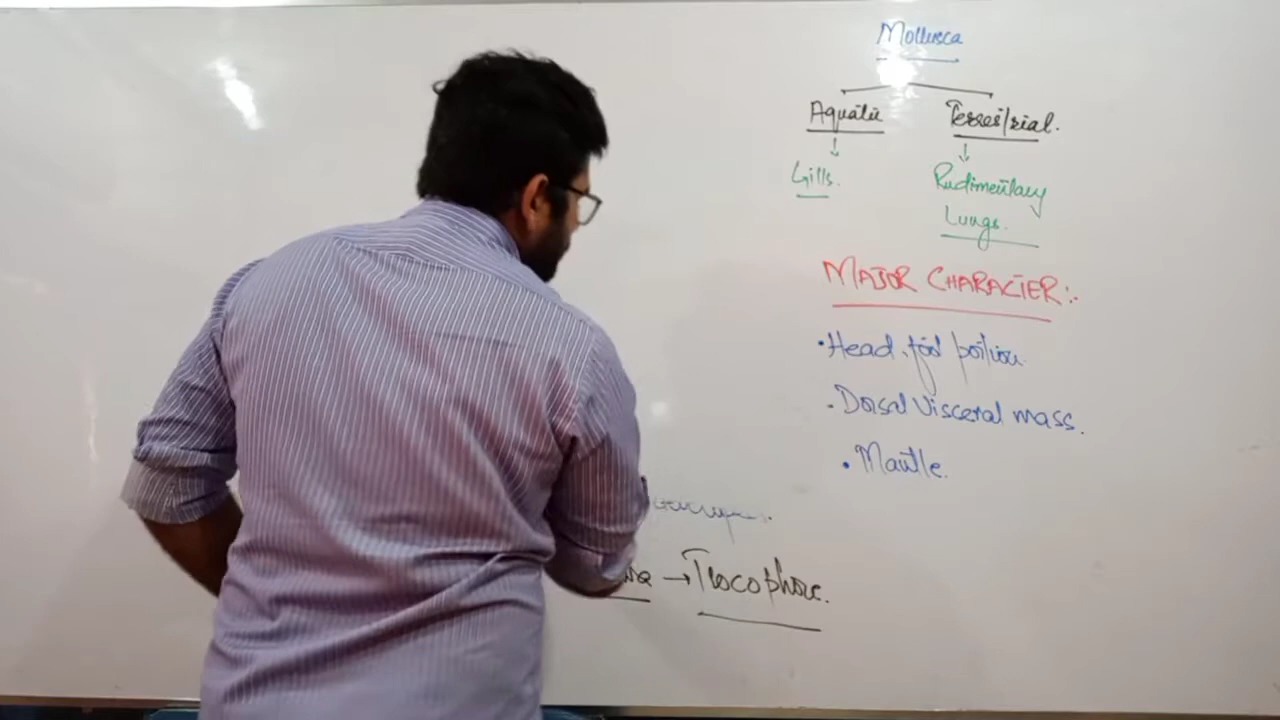 Mollusca
Aquatic Terrestrial.
Gills. Rudimentary
Lungs.
MAJOR CHARACTER:-
• Head, foot portion.
• Dorsal Visceral mass.
• Mantle.
→ Trocophore.